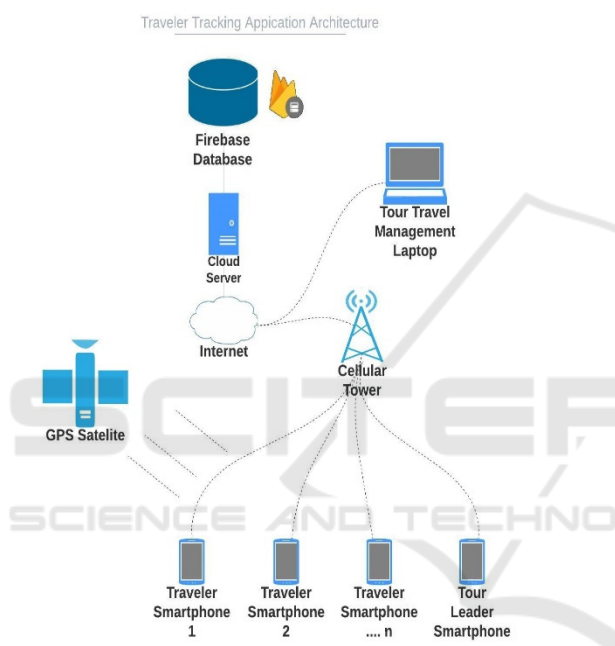 Traveler Tracking Appication Architecture
Firebase
Database
Tour Travel
Management
Laptop
Cloud
Server
Internet
Cellular
Tower
GPS Satelite
SCITEP
SCIENCE AND TECHNO
Traveler
Smartphone
1
Traveler
Smartphone
2
Traveler
Smartphone
.... n
Tour
Leader
Smartphone